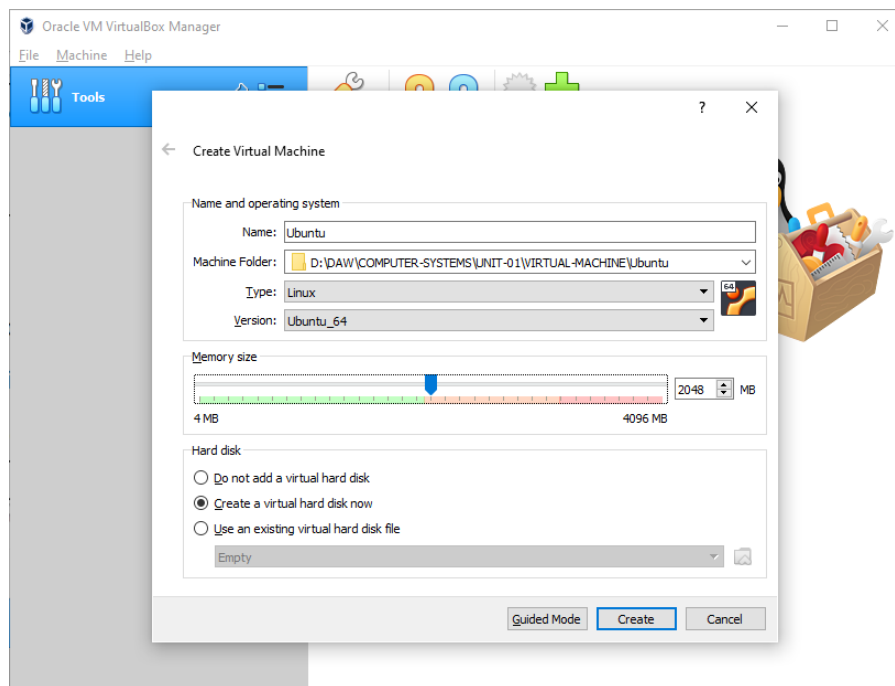 Oracle VM VirtualBox Manager
File Machine Help
Tools
?
Create Virtual Machine
Name and operating system
Name: Ubuntu
Machine Folder: D:\DAW\COMPUTER-SYSTEMS\UNIT-01\VIRTUAL-MACHINE\Ubuntu
Type: Linux
64
Version: Ubuntu_64
Memory size
2048 MB
4 MB 4096 MB
Hard disk
Do not add a virtual hard disk
Create a virtual hard disk now
Use an existing virtual hard disk file
Empty
Guided Mode Create Cancel